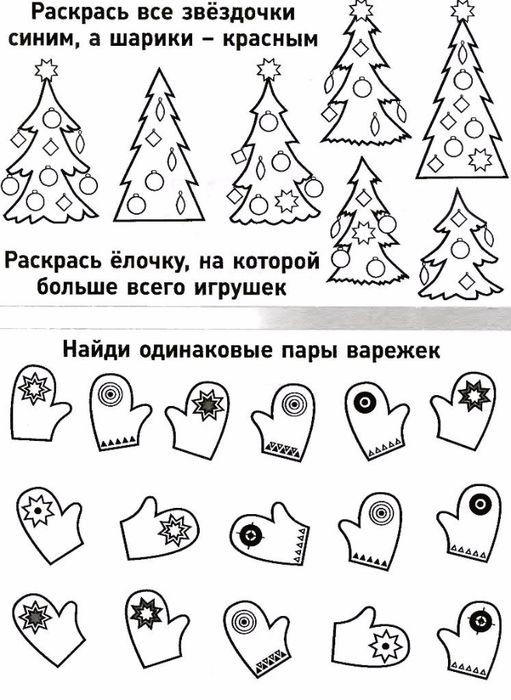 Раскрась все звёздочки
синим, а шарики – красным
Раскрась ёлочку, на которой
больше всего игрушек
Найди одинаковые пары варежек